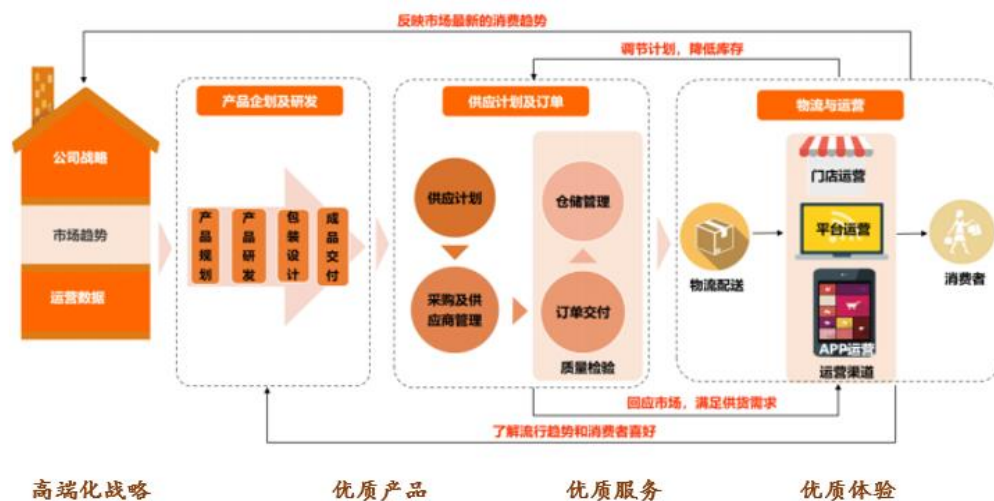 反映市场最新的消费趋势
调节计划，降低库存
产品企划及研发
供应计划及订单
物流与运营
公司战略
市场趋势
运营数据
产品规划
产品研发
包装设计
成品交付
供应计划
采购及供
应商管理
仓储管理
订单交付
质量检验
物流配送
门店运营
平台运营
APP运营
运营渠道
消费者
回应市场，满足供货需求
了解流行趋势和消费者喜好
高端化战略
优质产品
优质服务
优质体验